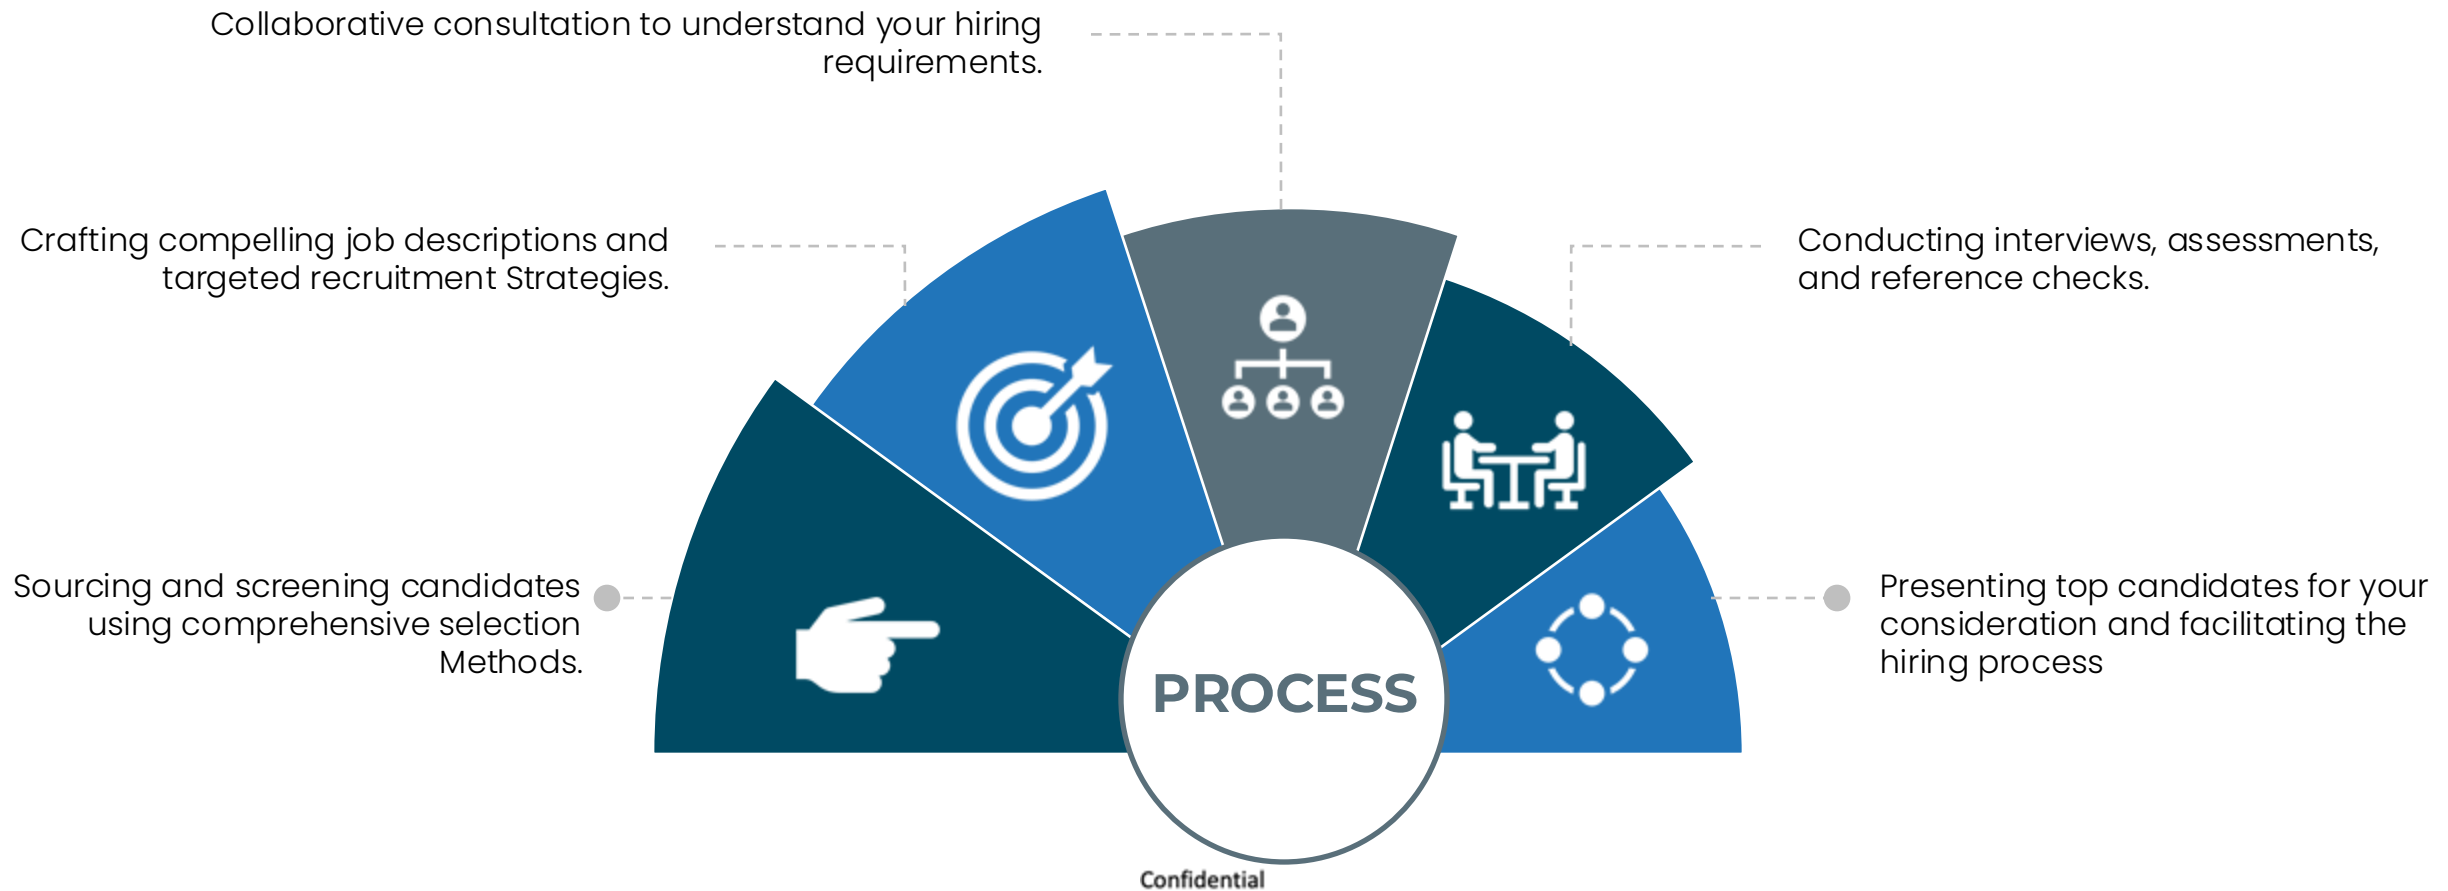 Collaborative consultation to understand your hiring
requirements.
Crafting compelling job descriptions and
targeted recruitment Strategies.
Conducting interviews, assessments,
and reference checks.
Sourcing and screening candidates
using comprehensive selection
Methods.
Presenting top candidates for your
consideration and facilitating the
hiring process
PROCESS
Confidential